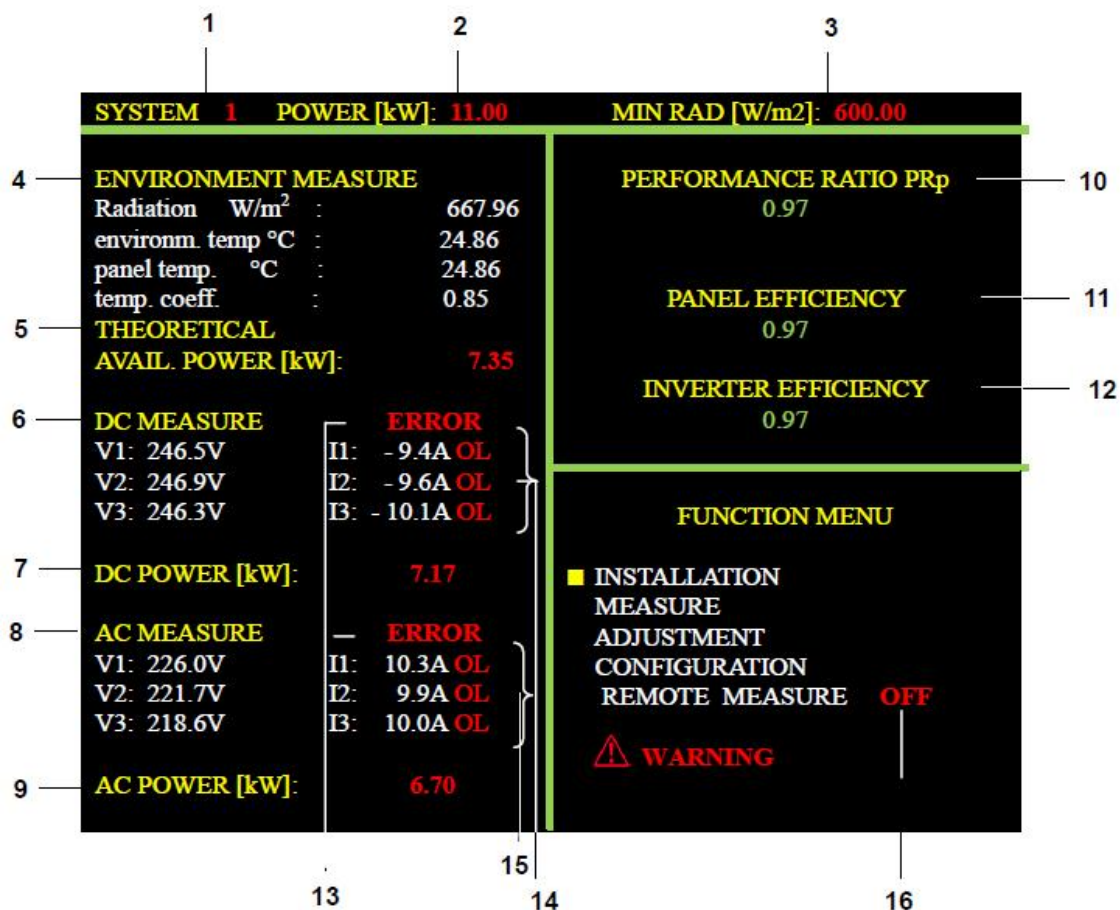 1 2 3
SYSTEM 1 POWER [kW]: 11.00 MIN RAD [W/m2]: 600.00
4 ENVIRONMENT MEASURE
Radiation W/m² : 667.96
environm. temp °C : 24.86
panel temp. °C : 24.86
temp. coeff. : 0.85
5 THEORETICAL
AVAIL. POWER [kW]: 7.35
6 DC MEASURE ERROR
V1: 246.5V I1: - 9.4A OL
V2: 246.9V I2: - 9.6A OL
V3: 246.3V I3: - 10.1A OL
7 DC POWER [kW]: 7.17
8 AC MEASURE ERROR
V1: 226.0V I1: 10.3A OL
V2: 221.7V I2: 9.9A OL
V3: 218.6V I3: 10.0A OL
9 AC POWER [kW]: 6.70
PERFORMANCE RATIO PRp 10
0.97
PANEL EFFICIENCY 11
0.97
INVERTER EFFICIENCY 12
0.97
FUNCTION MENU
INSTALLATION
MEASURE
ADJUSTMENT
CONFIGURATION
REMOTE MEASURE OFF
WARNING
13 15 14 16